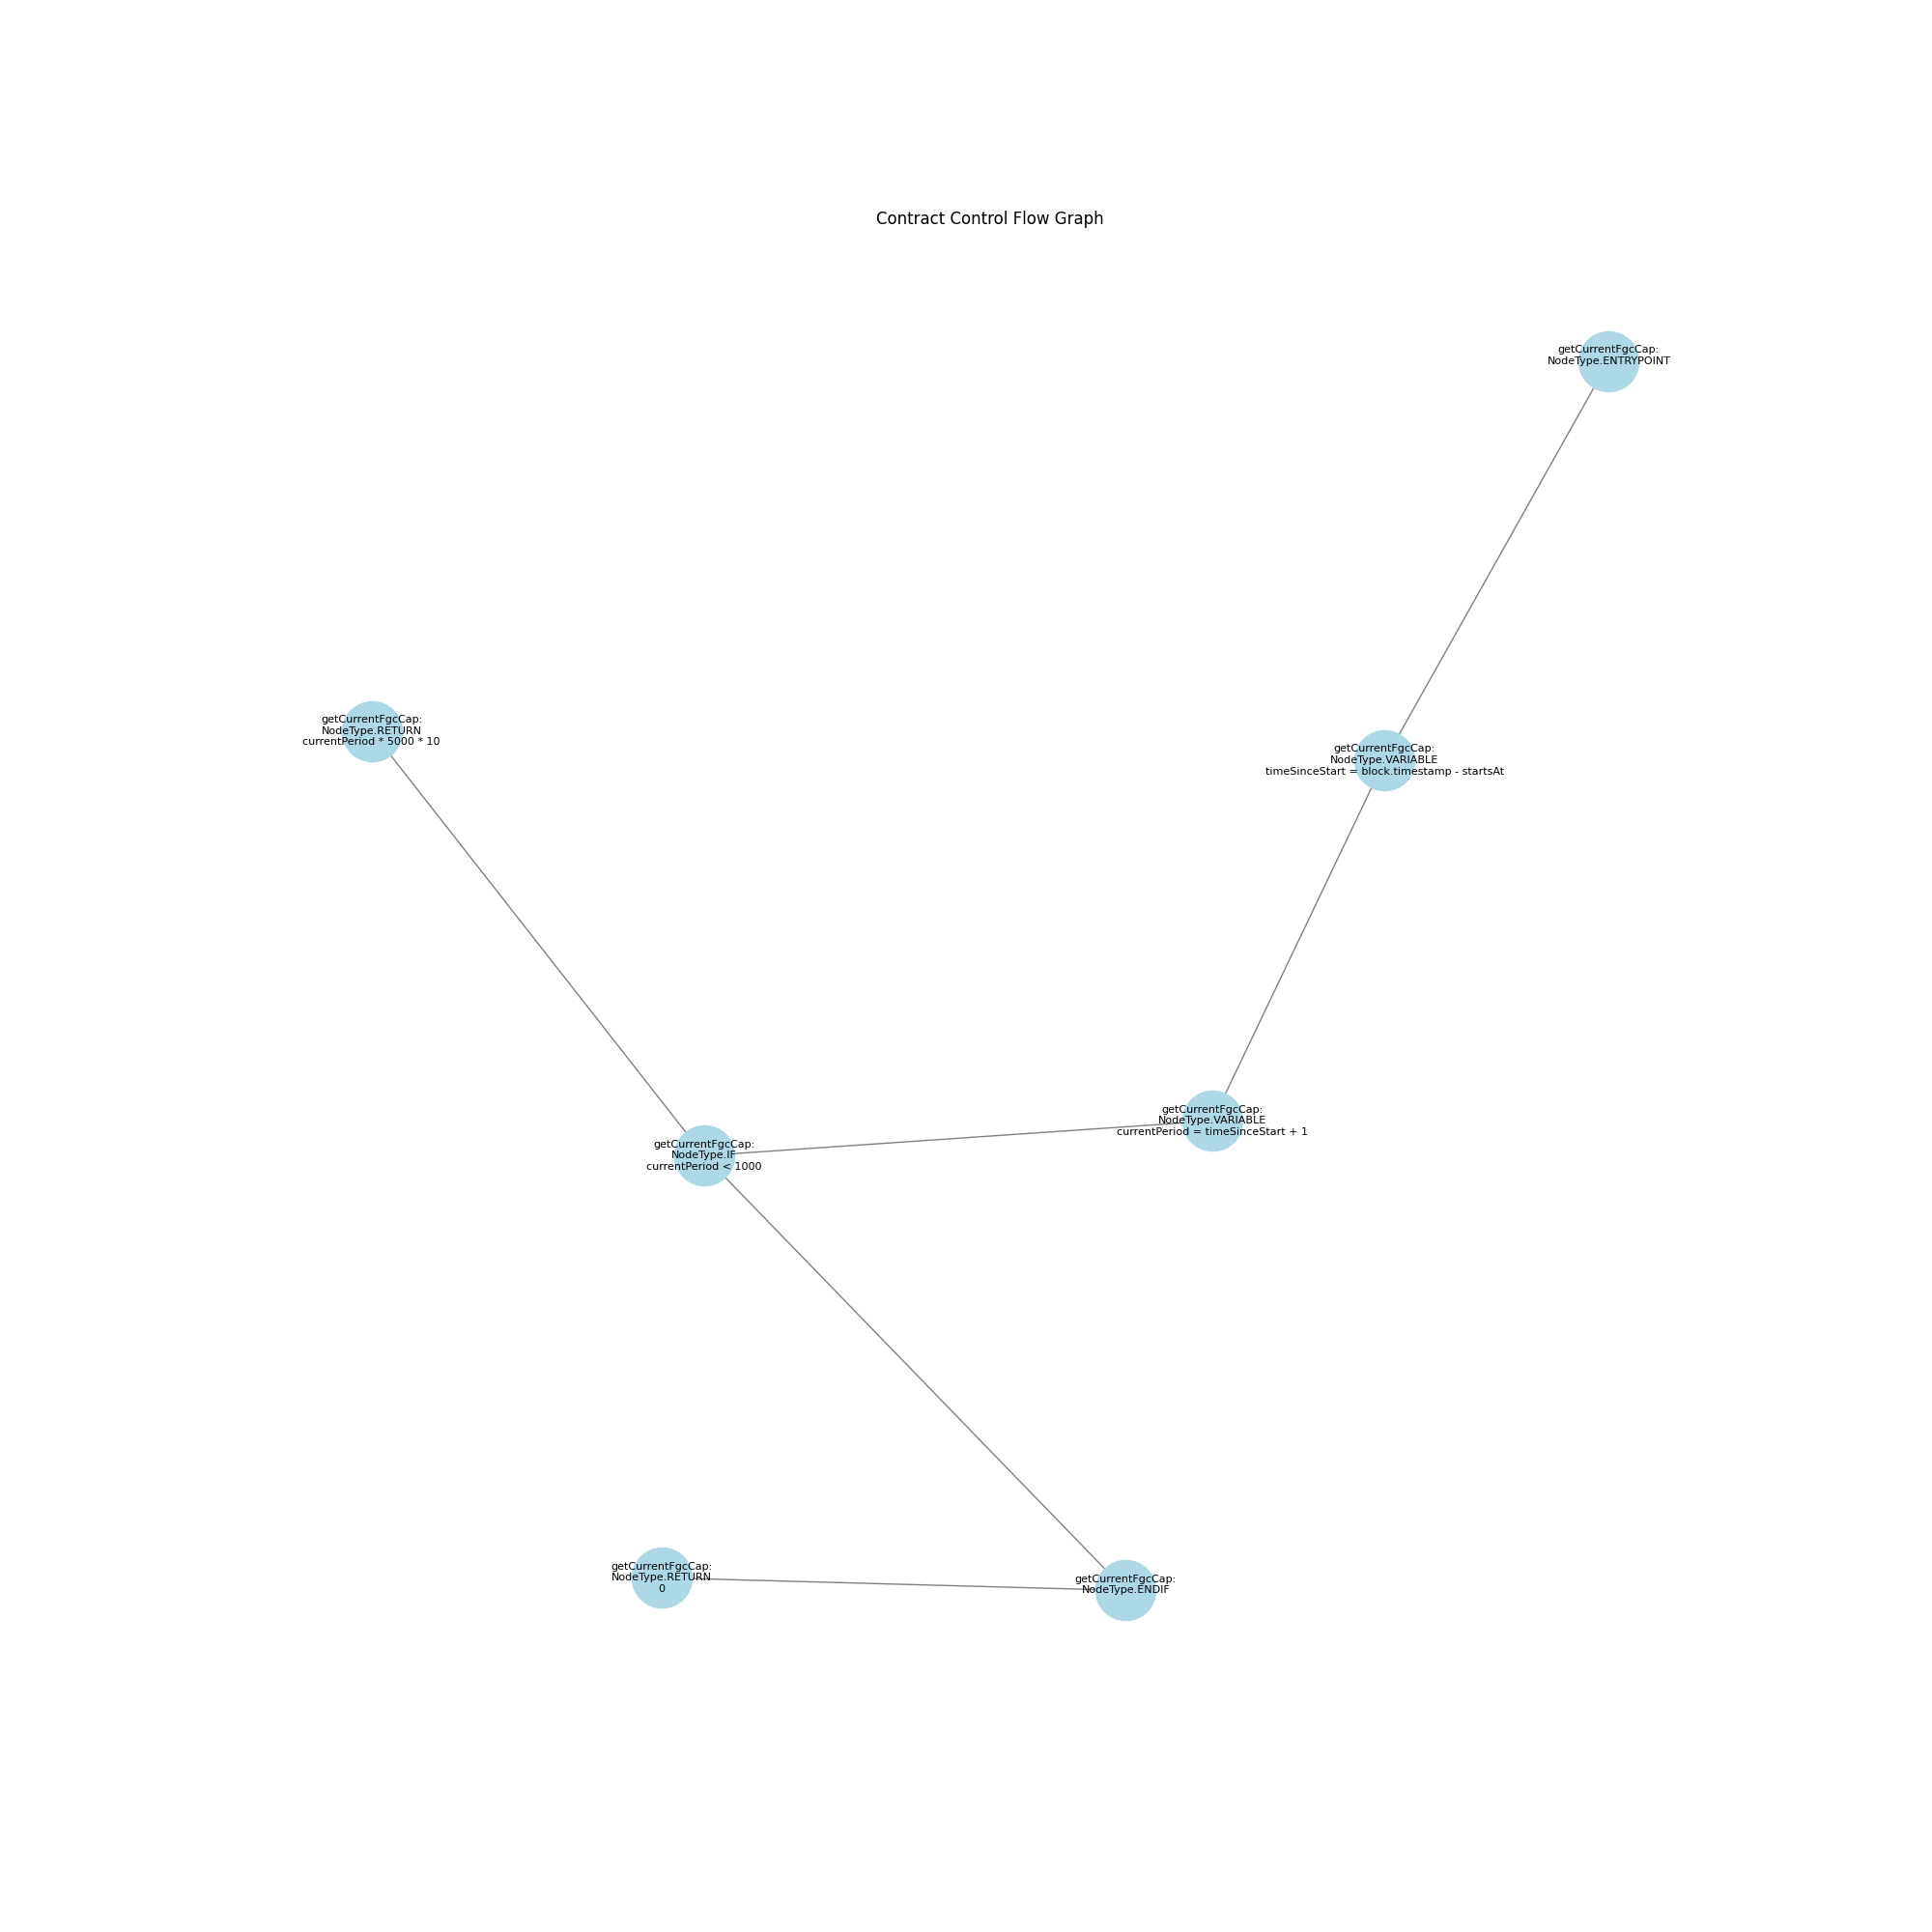 Contract Control Flow Graph
getCurrentFgcCap:
NodeType.ENTRYPOINT
getCurrentFgcCap:
NodeType.RETURN
currentPeriod * 5000 * 10
getCurrentFgcCap:
NodeType.VARIABLE
timeSinceStart = block.timestamp - startsAt
getCurrentFgcCap:
NodeType.VARIABLE
currentPeriod = timeSinceStart + 1
getCurrentFgcCap:
NodeType.IF
currentPeriod < 1000
getCurrentFgcCap:
NodeType.RETURN
0
getCurrentFgcCap:
NodeType.ENDIF